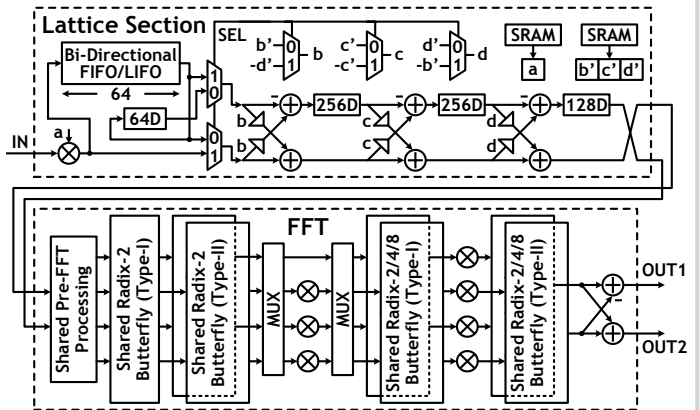 Lattice Section
SEL
Bi-Directional
FIFO/LIFO
64
64D
1
0
0
1
b'
-d'
0
1
b
c'
-c'
0
1
c
d'
-b'
0
1
d
SRAM
a
SRAM
b' c' d'
IN
a
b
b
-
256D
c
c
-
256D
d
d
-
128D
FFT
Shared Pre-FFT
Processing
Shared Radix-2
Butterfly (Type-I)
Shared Radix-2
Butterfly (Type-II)
MUX
MUX
Shared Radix-2/4/8
Butterfly (Type-I)
Shared Radix-2/4/8
Butterfly (Type-II)
-
OUT1
OUT2